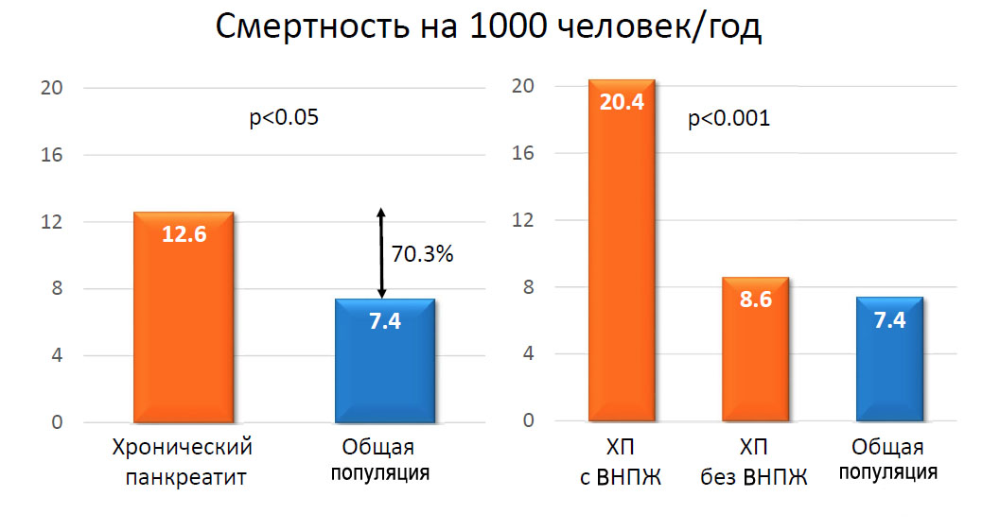 Смертность на 1000 человек/год
20
16
12
8
4
0
p<0.05
12.6
70.3%
7.4
Хронический
панкреатит
Общая
популяция
20
16
12
8
4
0
20.4
p<0.001
8.6
7.4
ХП
с ВНПЖ
ХП
без ВНПЖ
Общая
популяция